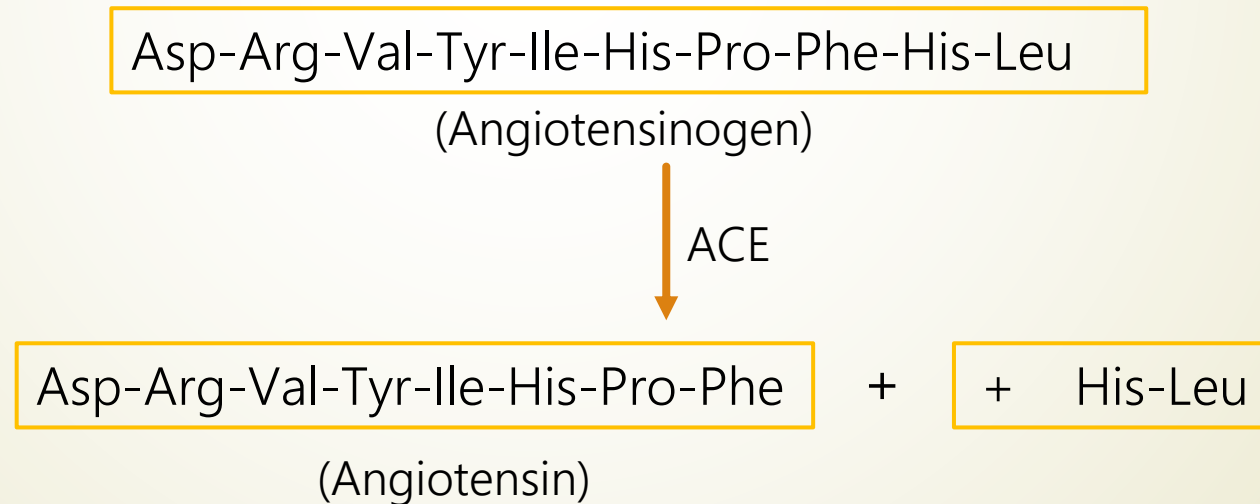 Asp-Arg-Val-Tyr-Ile-His-Pro-Phe-His-Leu
(Angiotensinogen)
ACE
Asp-Arg-Val-Tyr-Ile-His-Pro-Phe + + His-Leu
(Angiotensin)